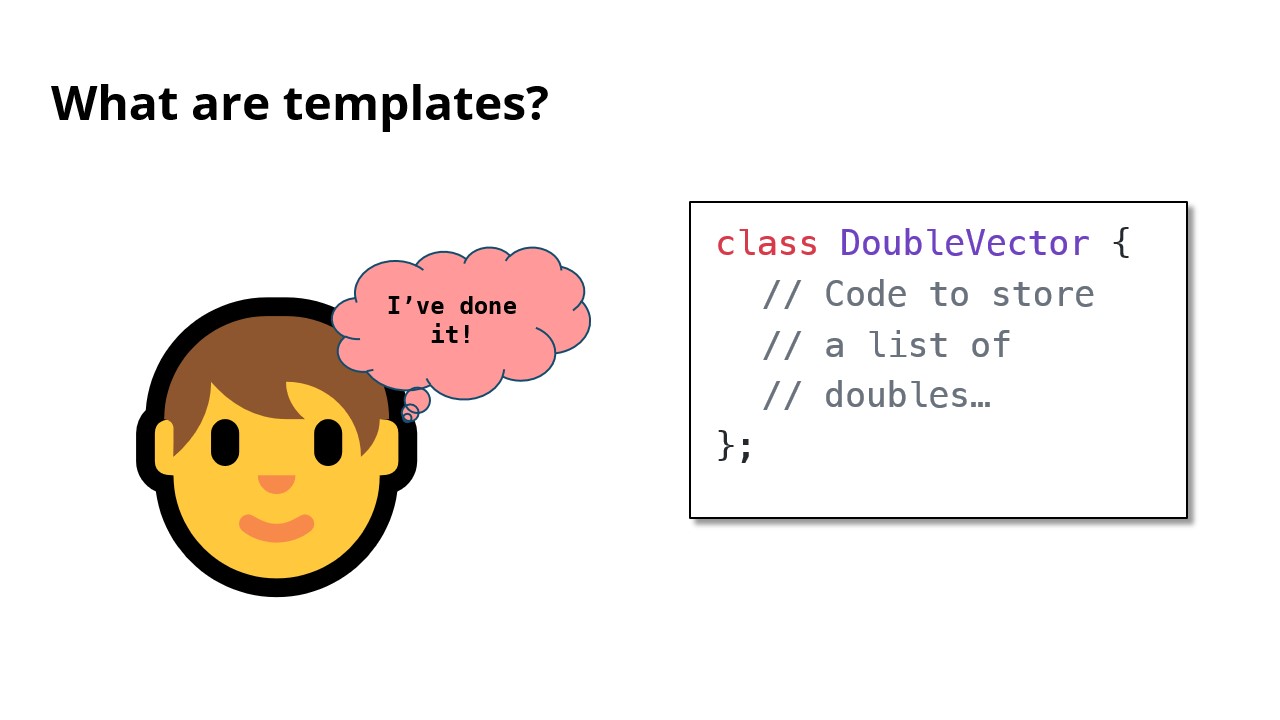 What are templates?
I’ve done
it!
class DoubleVector {
// Code to store
// a list of
// doubles…
};